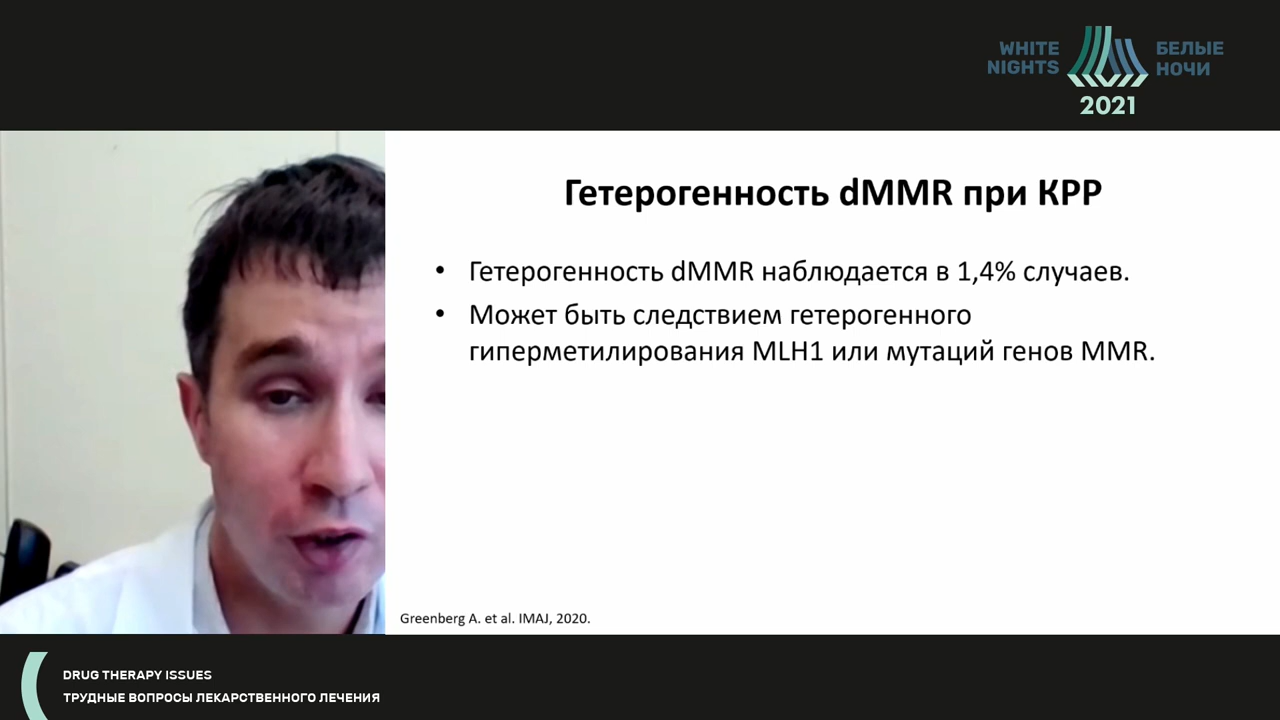 WHITE
NIGHTS
БЕЛЫЕ
НОЧИ
2021
Гетерогенность dMMR при КРР
• Гетерогенность dMMR наблюдается в 1,4% случаев.
• Может быть следствием гетерогенного
гиперметилирования MLH1 или мутаций генов MMR.
Greenberg A. et al. IMAJ, 2020.
DRUG THERAPY ISSUES
ТРУДНЫЕ ВОПРОСЫ ЛЕКАРСТВЕННОГО ЛЕЧЕНИЯ